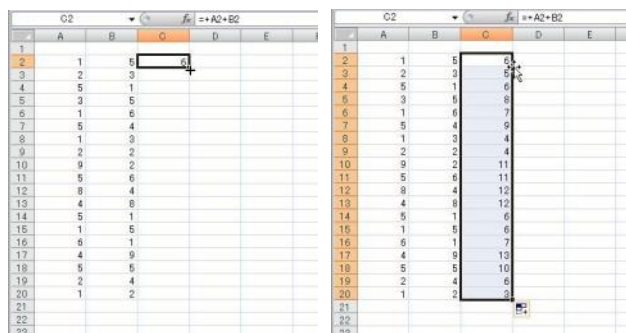 C2 fx =+A2+B2
A B C D E
1
2 1 5 6
3 2 3
4 5 1
5 3 5
6 1 6
7 5 4
8 1 3
9 2 2
10 9 2
11 5 6
12 8 4
13 4 8
14 5 1
15 1 5
16 6 1
17 4 9
18 5 5
19 2 4
20 1 2
21
22
C2 fx =+A2+B2
A B C D E
1
2 1 5 6
3 2 3 5
4 5 1 6
5 3 5 8
6 1 6 7
7 5 4 9
8 1 3 4
9 2 2 4
10 9 2 11
11 5 6 11
12 8 4 12
13 4 8 12
14 5 1 6
15 1 5 6
16 6 1 7
17 4 9 13
18 5 5 10
19 2 4 6
20 1 2 3
21
22